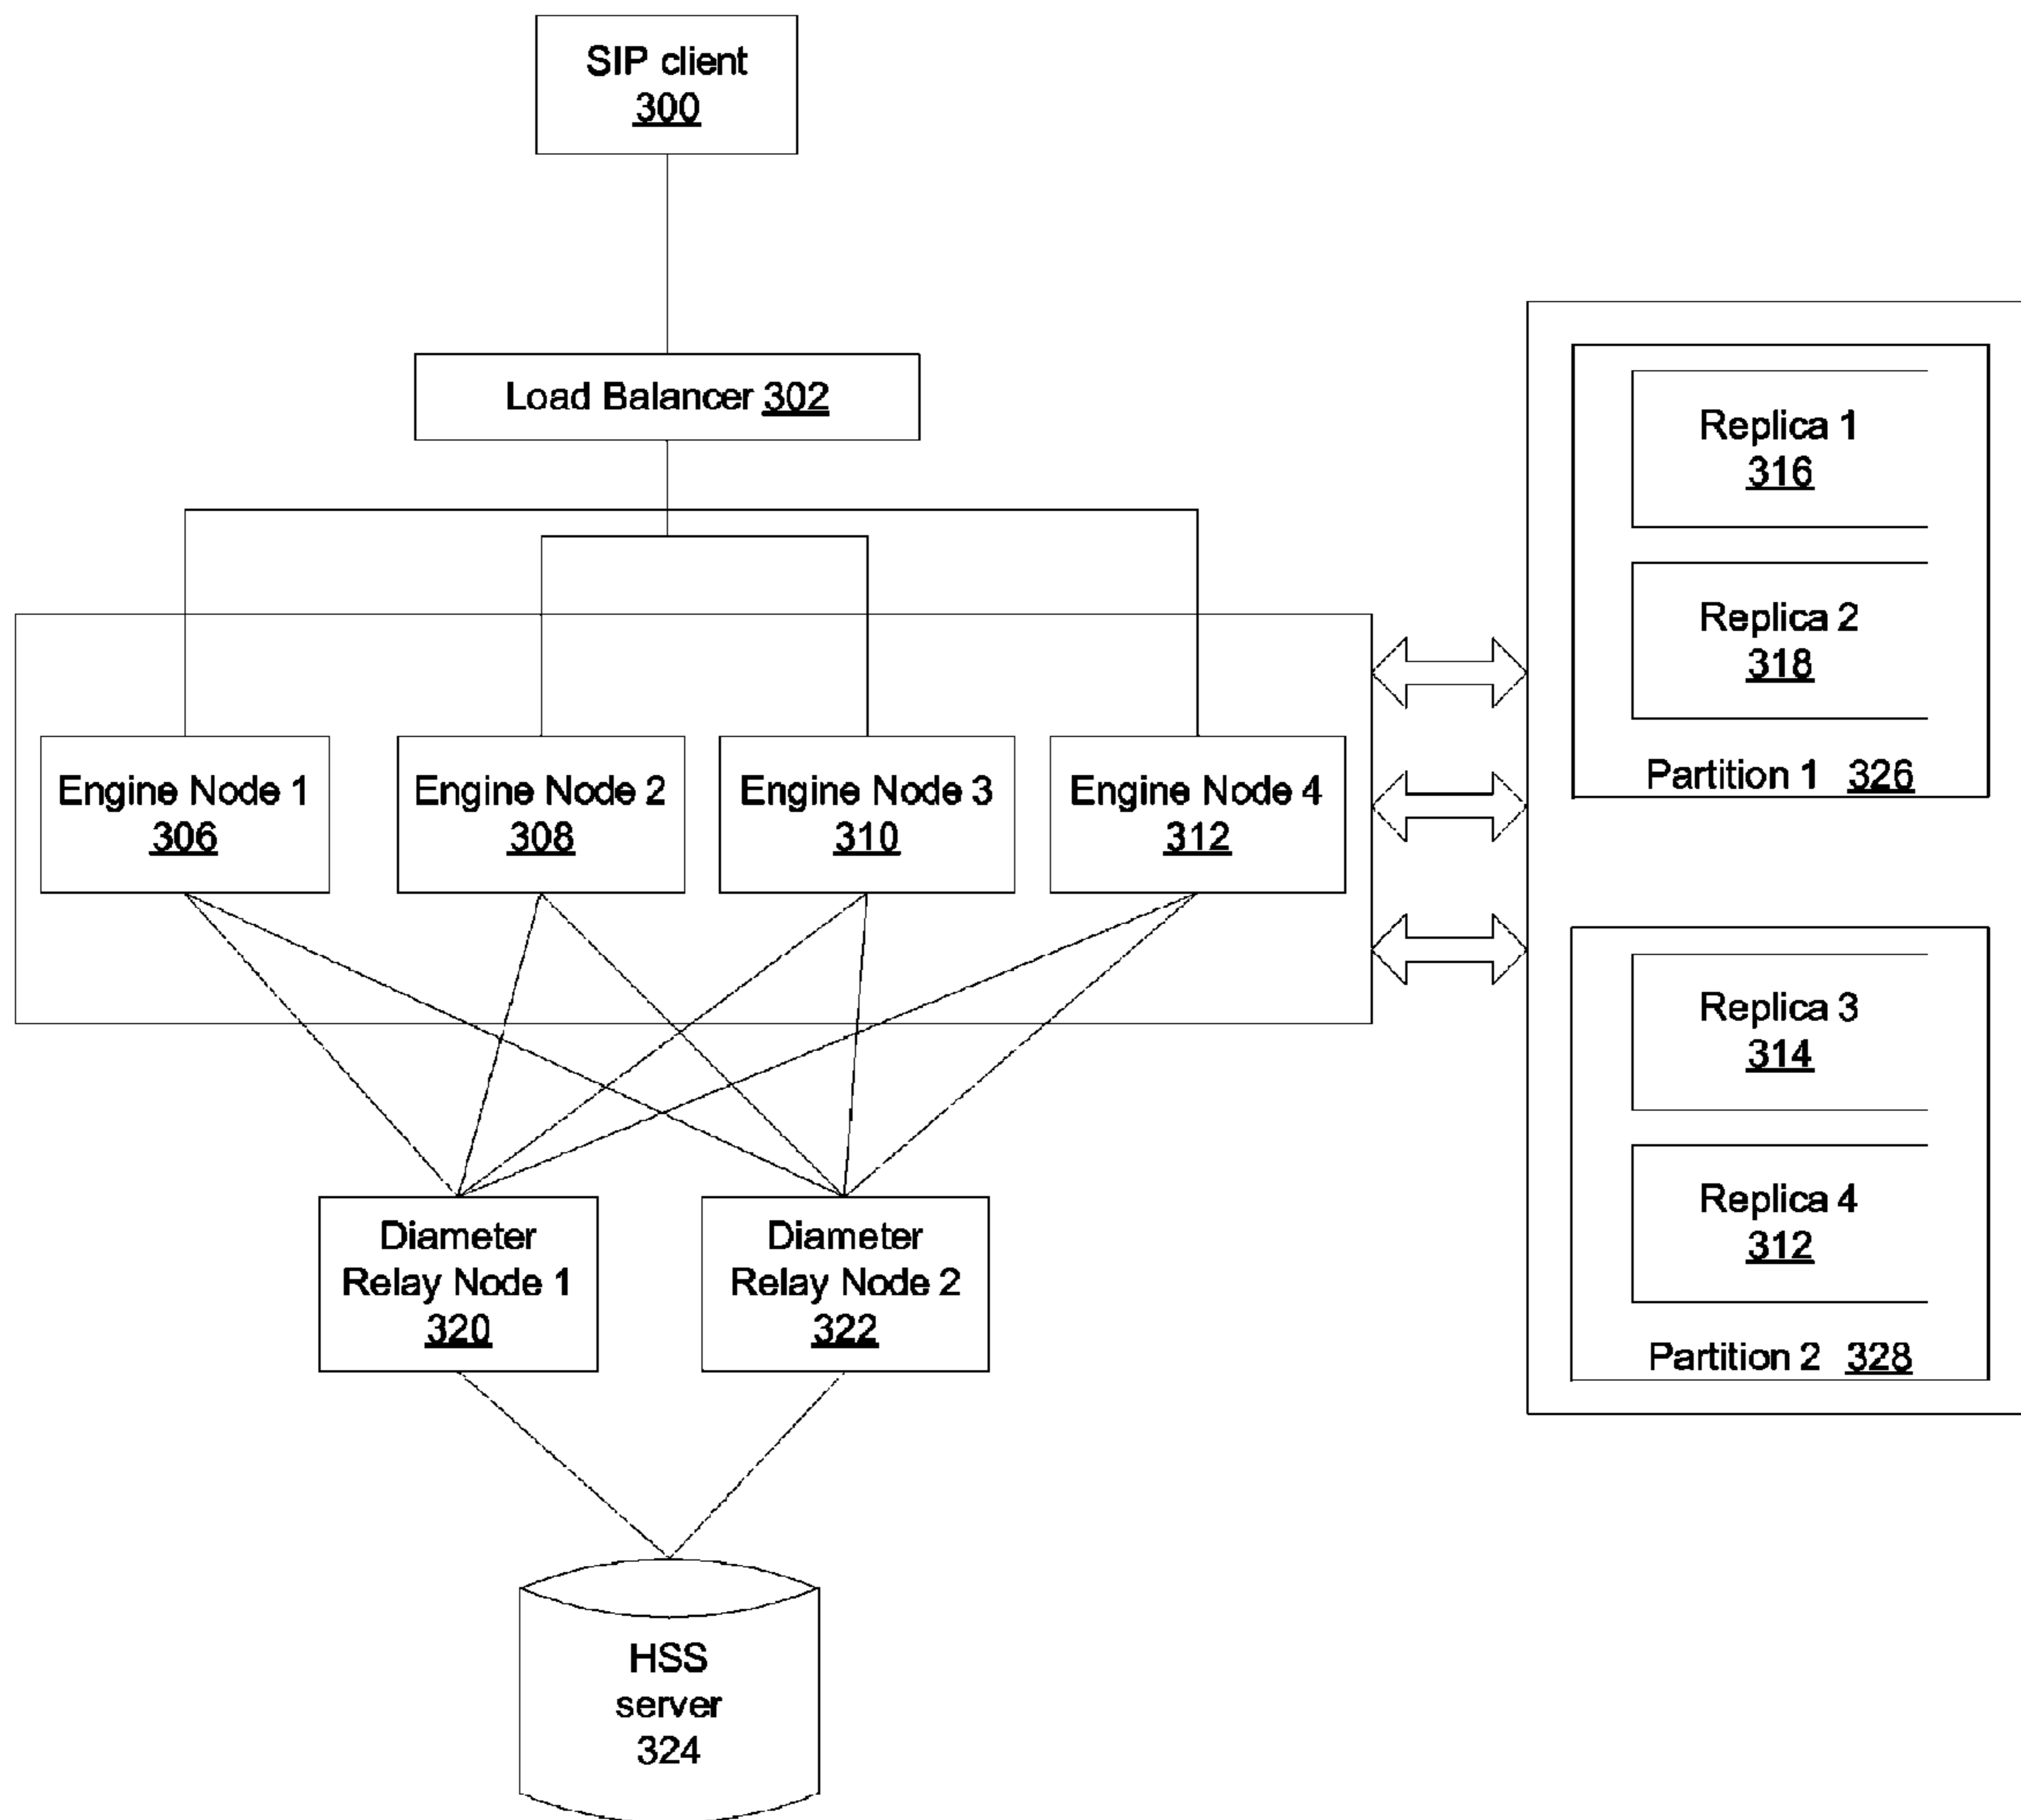 SIP client
300
Load Balancer 302
Engine Node 1
306
Engine Node 2
308
Engine Node 3
310
Engine Node 4
312
Replica 1
316
Replica 2
318
Partition 1 326
Replica 3
314
Replica 4
312
Partition 2 328
Diameter
Relay Node 1
320
Diameter
Relay Node 2
322
HSS
server
324